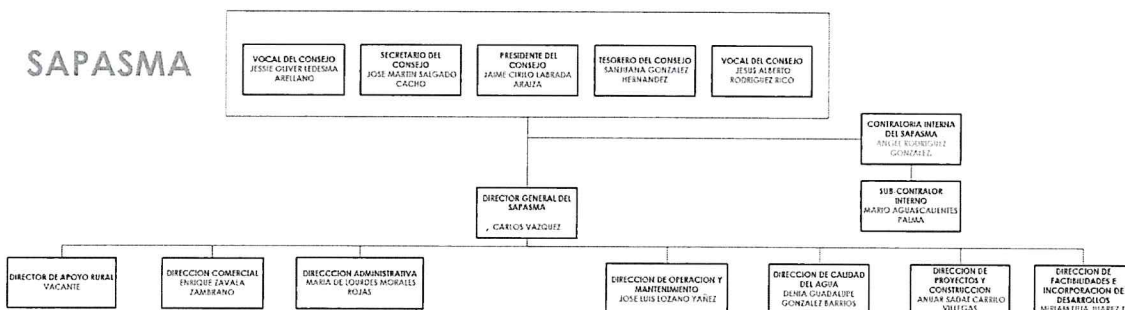 SAPASMA
VOCAL DEL CONSEJO
JESSIE OLIVER LEDESMA
ARELLANO
SECRETARIO DEL
CONSEJO
JOSE MARTIN SALGADO
CACHO
PRESIDENTE DEL
CONSEJO
JAIME CIRILO LABRADA
ARAIZA
TESORERO DEL CONSEJO
SANJUANA GONZALEZ
HERNANDEZ
VOCAL DEL CONSEJO
JESUS ALBERTO
RODRIGUEZ RICO
CONTRALORIA INTERNA
DEL SAPASMA
ANGEL RODRIGUEZ
GONZALEZ.
SUB-CONTRALOR
INTERNO
MARIO AGUASCALIENTES
PALMA
DIRECTOR GENERAL DEL
SAPASMA
, CARLOS VAZQUEZ
DIRECTOR DE APOYO RURAL
VACANTE
DIRECCION COMERCIAL
ENRIQUE ZAVALA
ZAMBRANO
DIRECCCION ADMINISTRATIVA
MARIA DE LOURDES MORALES
ROJAS
DIRECCION DE OPERACION Y
MANTENIMIENTO
JOSE LUIS LOZANO YAÑEZ
DIRECCION DE CALIDAD
DEL AGUA
DENIA GUADALUPE
GONZALEZ BARRIOS
DIRECCION DE
PROYECTOS Y
CONSTRUCCION
ANUAR SADAT CARRILO
VILLEGAS
DIRECCION DE
FACTIBILIDADES E
INCORPORACION DE
DESARROLLOS